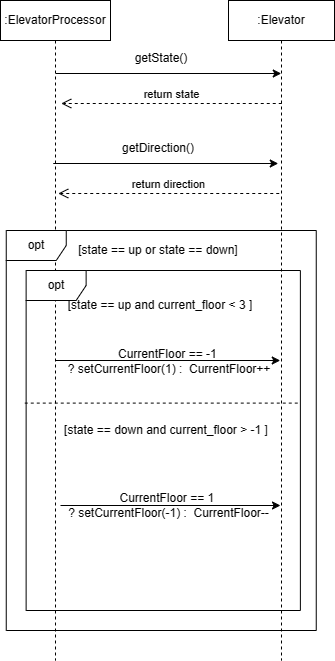 :ElevatorProcessor
:Elevator
getState()
return state
getDirection()
return direction
opt
[state == up or state == down]
opt
[state == up and current_floor < 3 ]
CurrentFloor == -1
? setCurrentFloor(1) :  CurrentFloor++
[state == down and current_floor > -1 ]
CurrentFloor == 1
? setCurrentFloor(-1) :  CurrentFloor--